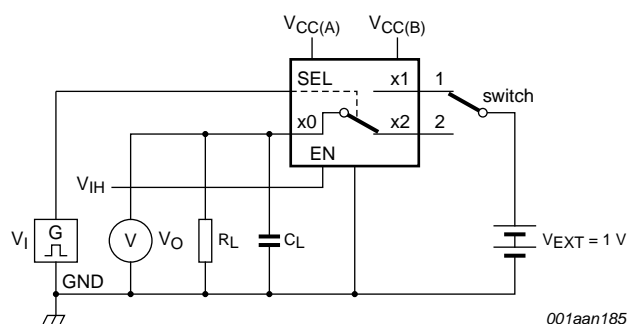 VCC(A) VCC(B)
SEL x1 1
switch
x0 x2 2
EN
VIH
VI G V VO RL CL VEXT = 1 V
GND
001aan185